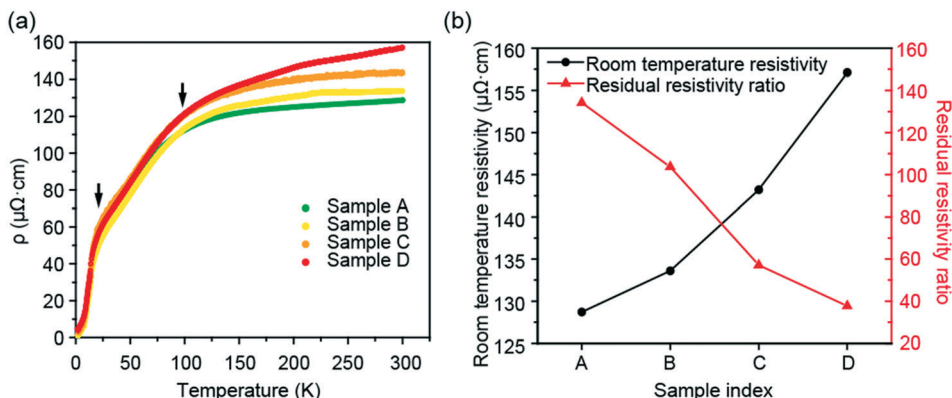 (a)
160
140
120
100
80
60
40
20
0
ρ (μΩ·cm)
Sample A
Sample B
Sample C
Sample D
0 50 100 150 200 250 300
Temperature (K)
(b)
160
155
150
145
140
135
130
125
Room temperature resistivity (μΩ·cm)
Room temperature resistivity
Residual resistivity ratio
160
140
120
100
80
60
40
20
Residual resistivity ratio
A B C D
Sample index